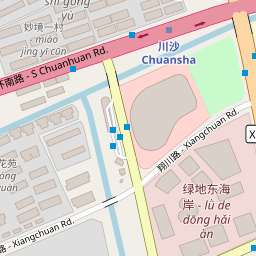 shí gōng
yù
妙境一村
miào
jìng yī cūn
川沙
Chuansha
环南路 - S Chuanhuan Rd.
X
翔川路 - Xiangchuan Rd.
花苑
yuàn
绿地东海
岸 - lǜ de
dōng hǎi
àn
路 - Xiangchuan Rd.